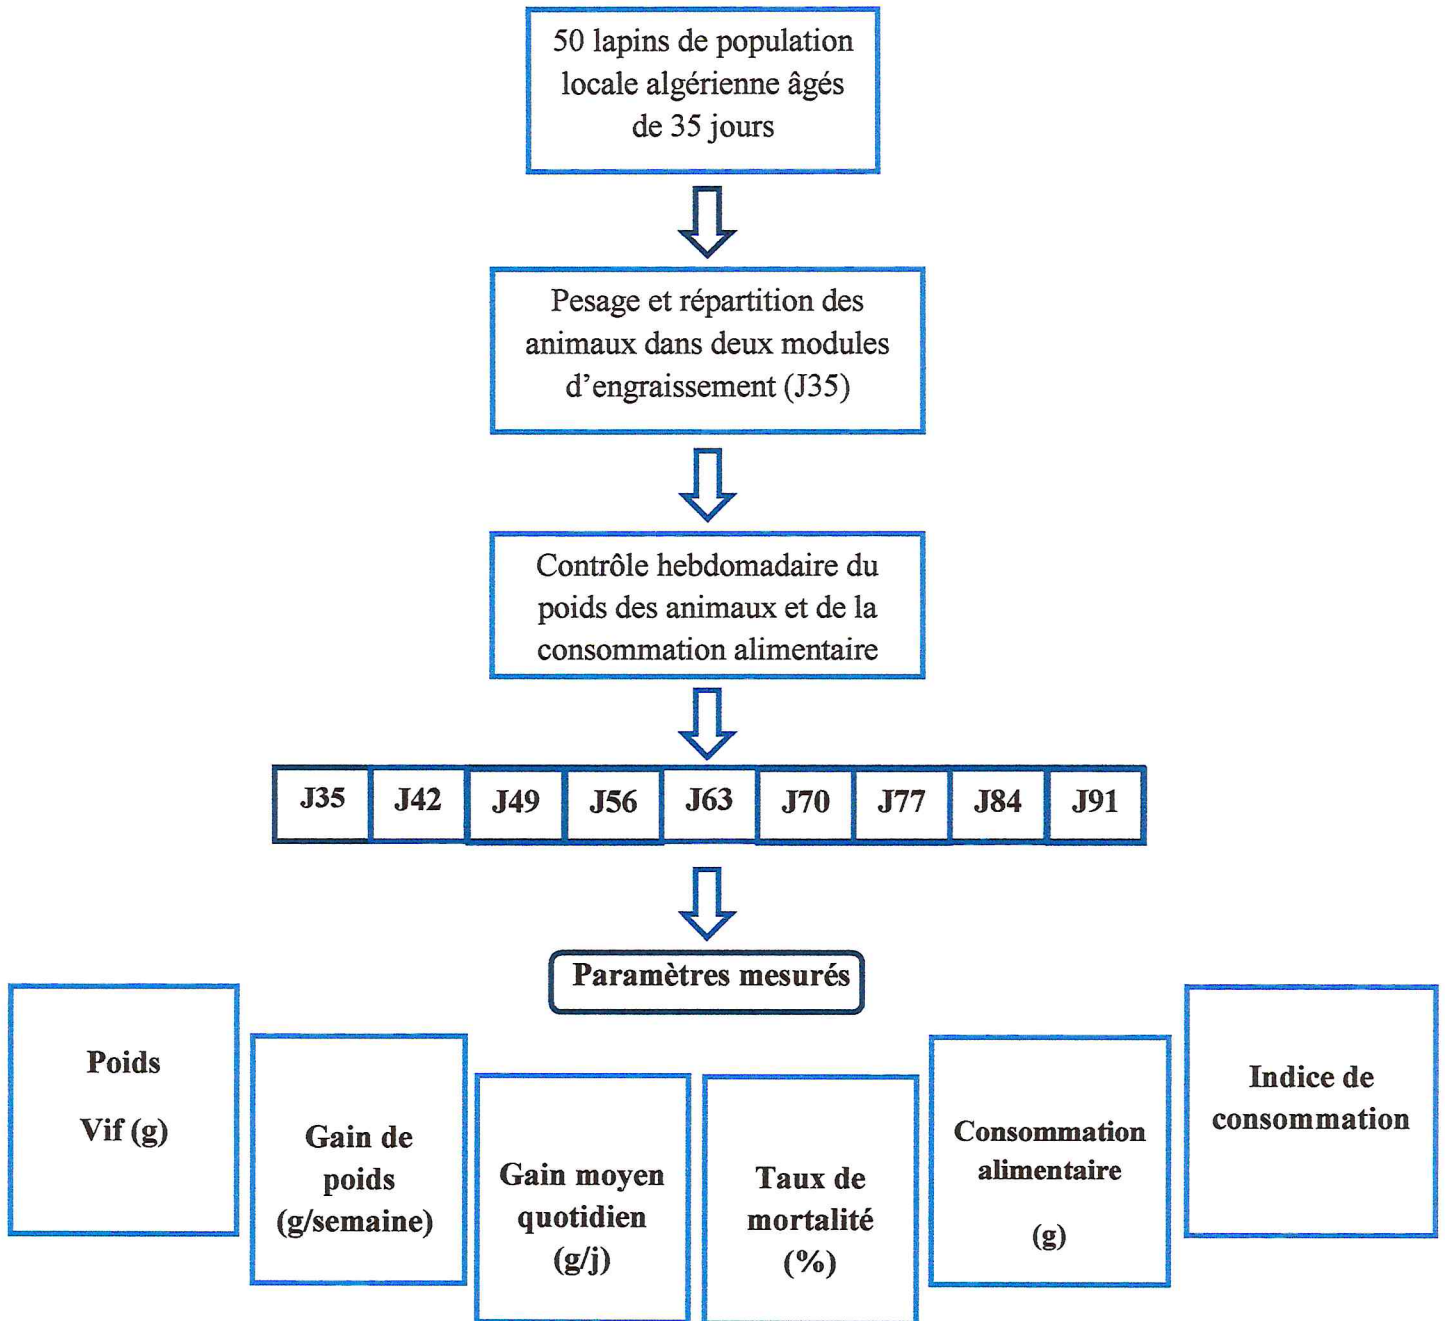 50 lapins de population
locale algérienne âgés
de 35 jours
Pesage et répartition des
animaux dans deux modules
d'engraissement (J35)
Contrôle hebdomadaire du
poids des animaux et de la
consommation alimentaire
J35 J42 J49 J56 J63 J70 J77 J84 J91
Paramètres mesurés
Poids
Vif (g)
Gain de
poids
(g/semaine)
Gain moyen
quotidien
(g/j)
Taux de
mortalité
(%)
Consommation
alimentaire
(g)
Indice de
consommation